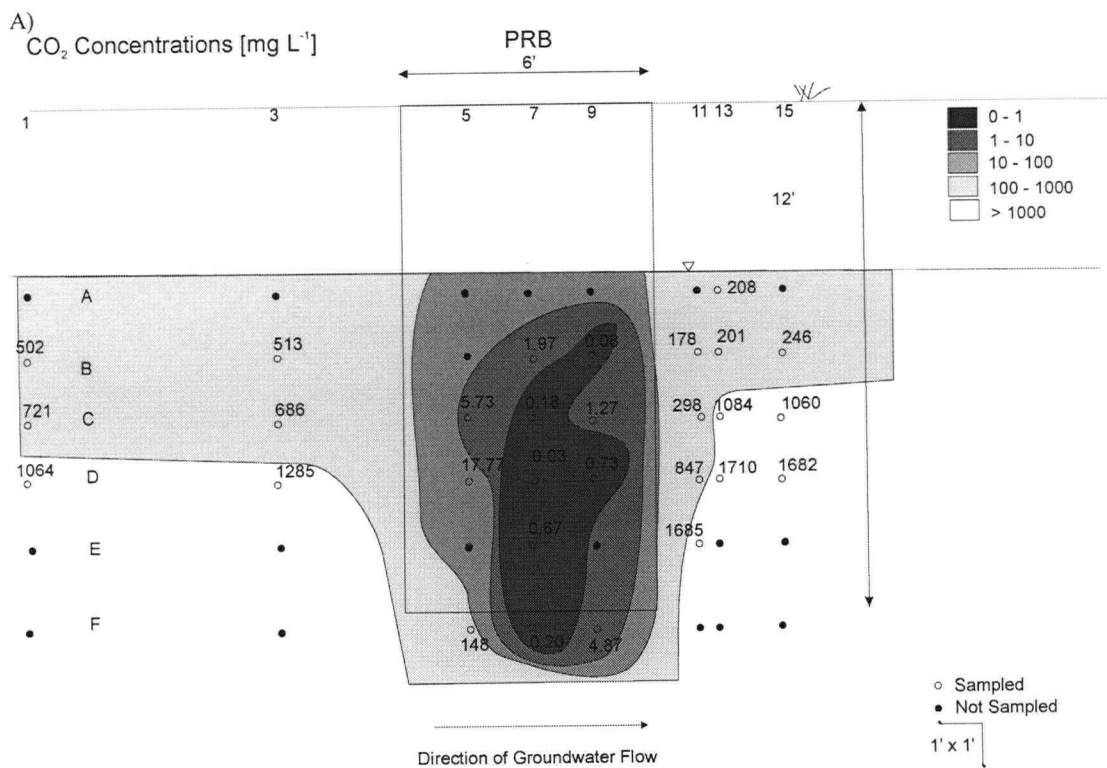 A)
CO₂ Concentrations [mg L⁻¹]
PRB
6'
1 3 5 7 9 11 13 15
0 - 1
1 - 10
10 - 100
100 - 1000
> 1000
12'
A 208
502 513 1.97 0.08 178 201 246
B
721 C 686 5.73 0.18 1.27 298 1084 1060
1064 D 1285 17.77 0.03 0.73 847 1710 1682
E 0.67 1685
F 148 0.20 4.87
Sampled
Not Sampled
1' x 1'
Direction of Groundwater Flow